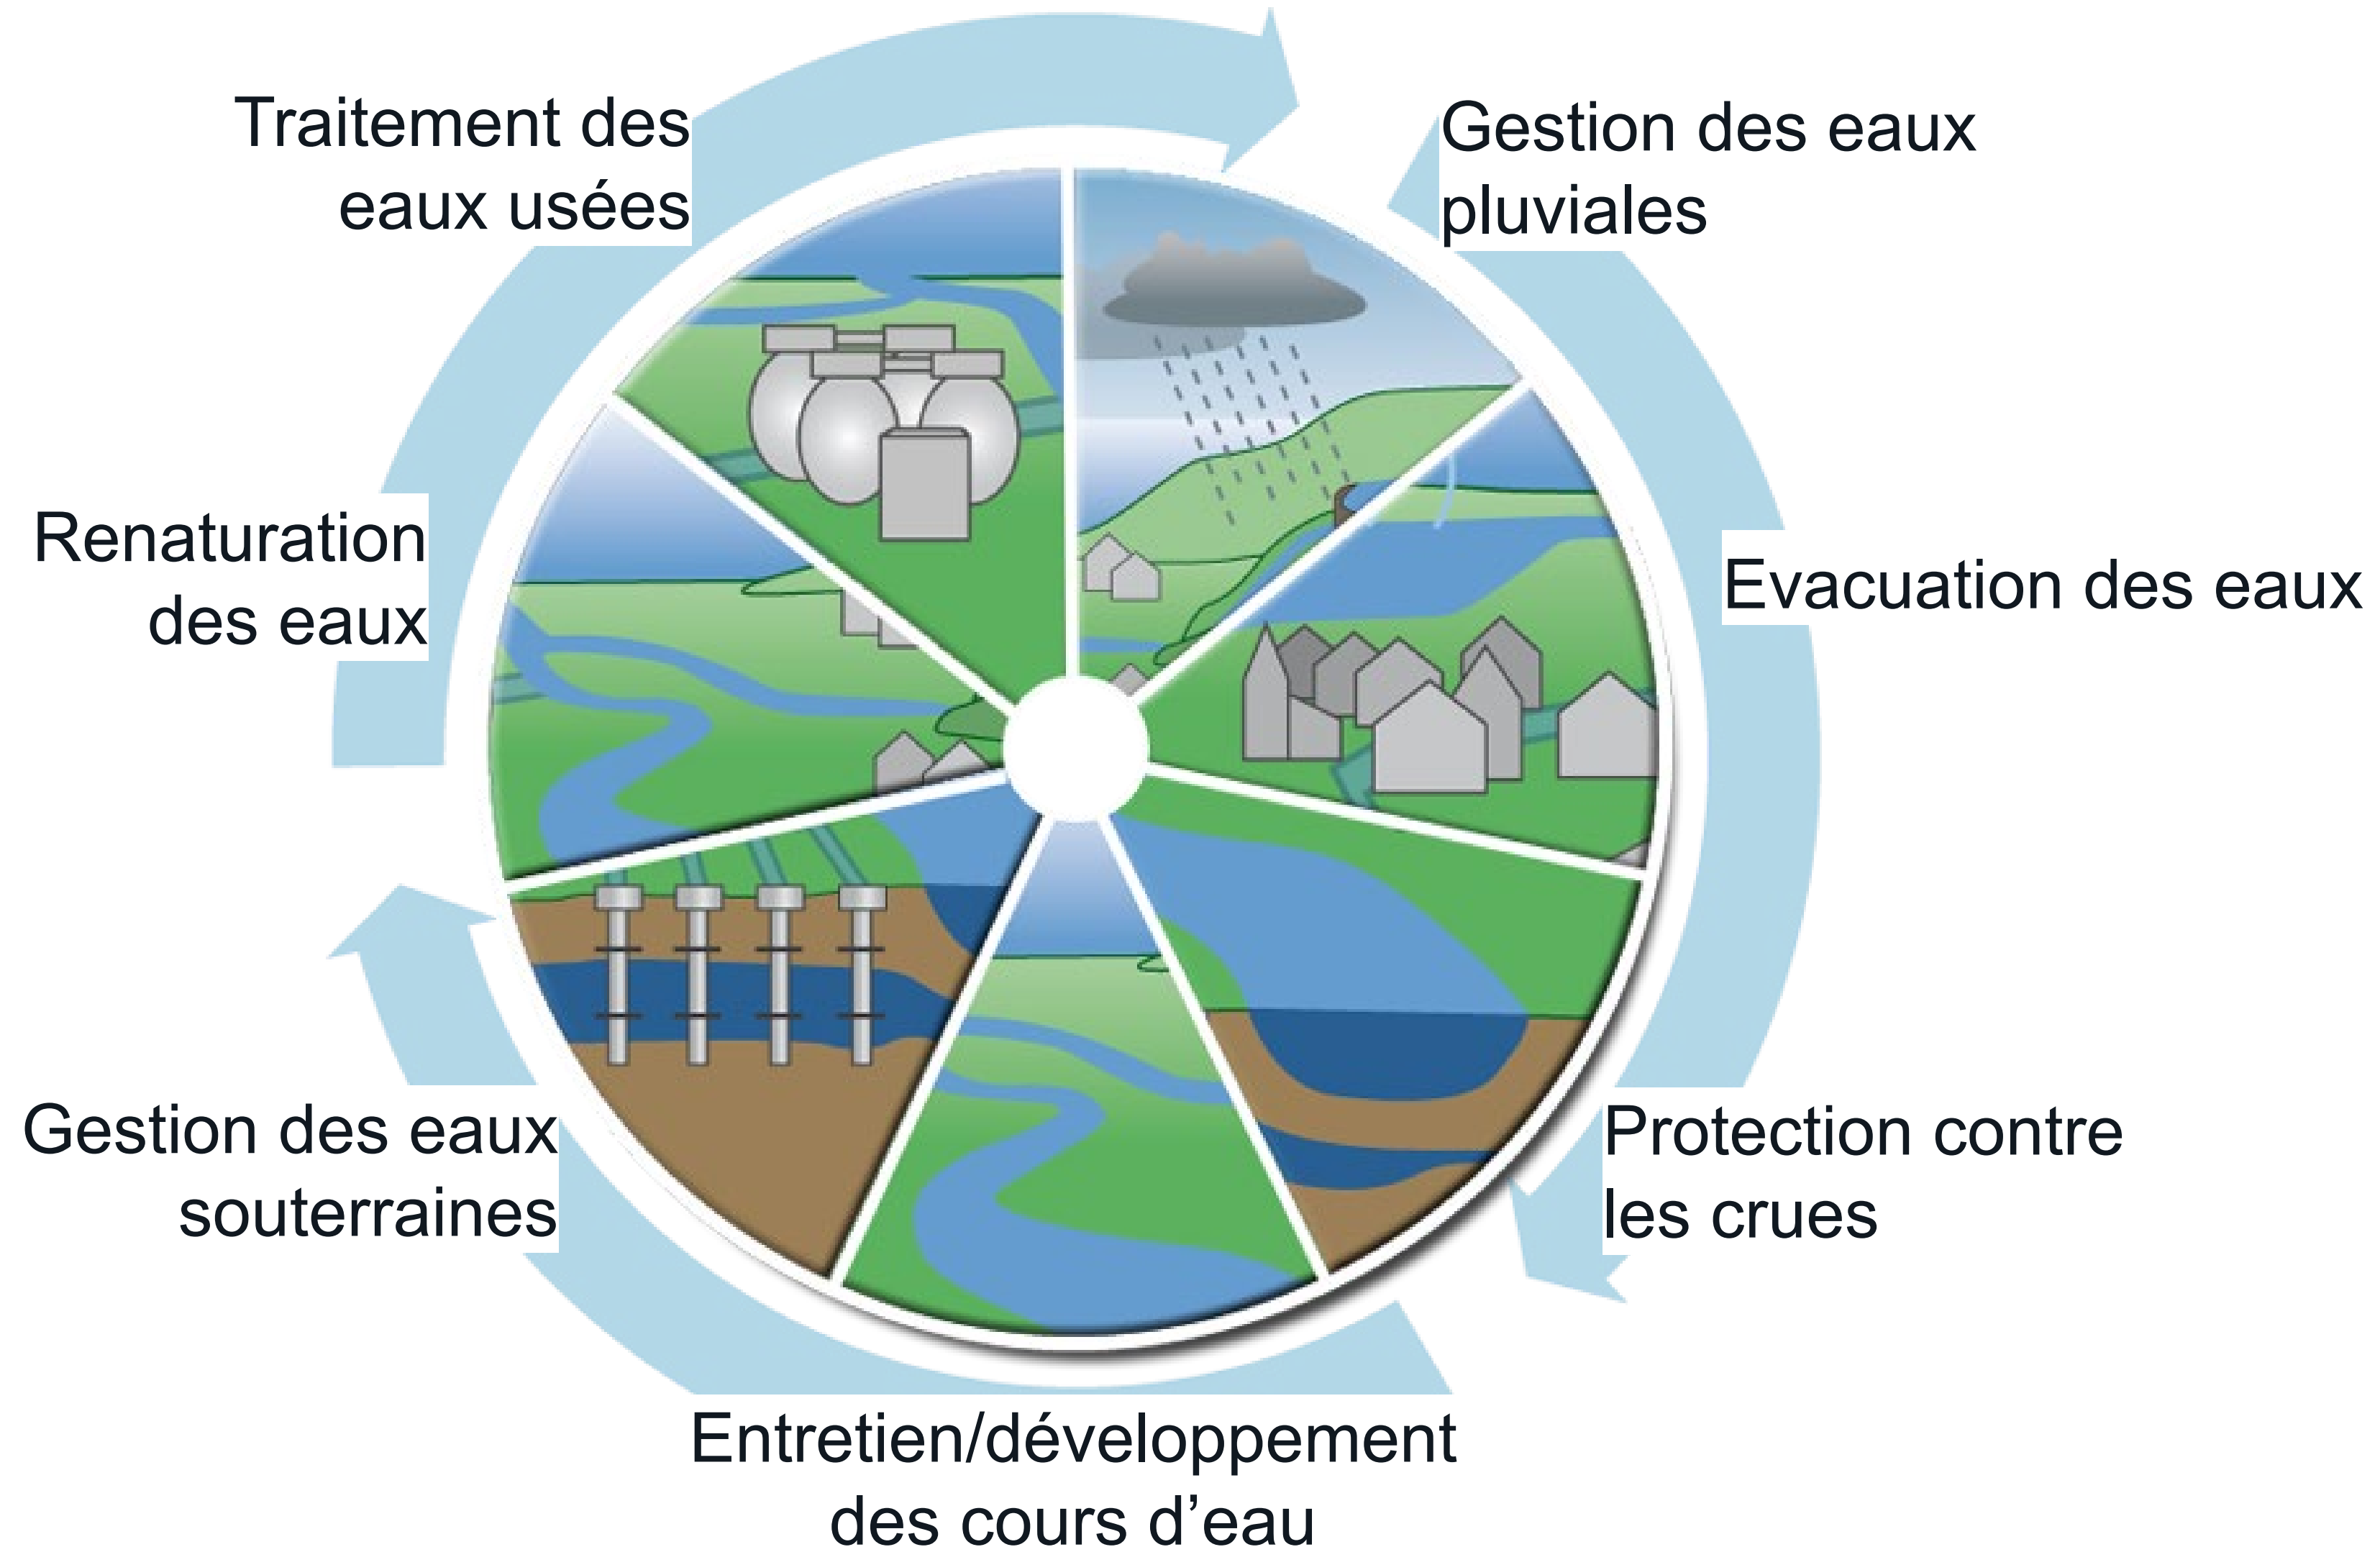 Traitement des
eaux usées
Gestion des eaux
pluviales
Renaturation
des eaux
Evacuation des eaux
Gestion des eaux
souterraines
Protection contre
les crues
Entretien/développement
des cours d’eau